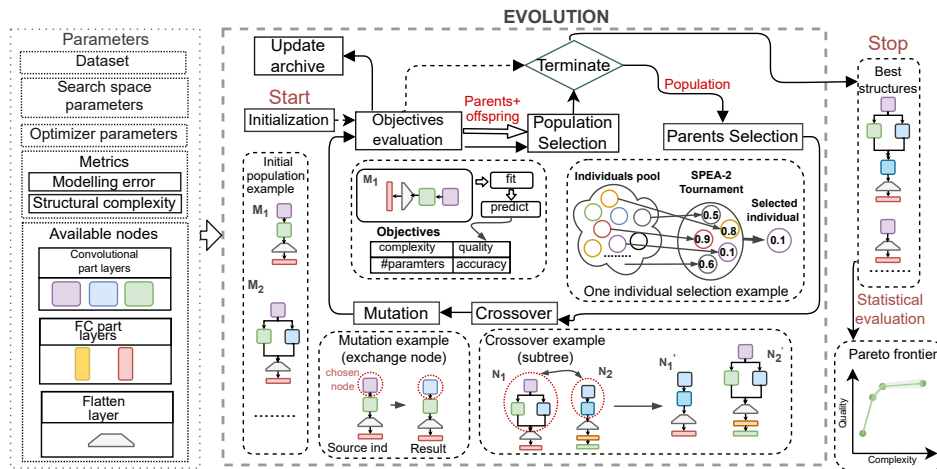 EVOLUTION
Parameters
Dataset
Search space
parameters
Optimizer parameters
Metrics
Modelling error
Structural complexity
Available nodes
Convolutional
part layers
FC part
layers
Flatten
layer
Update
archive
Start
Initialization
Objectives
evaluation
Parents+
offspring
Population
Selection
Terminate
Population
Parents Selection
Stop
Best
structures
Initial
population
example
M1
M2
......
M1
fit
predict
Objectives
complexity
quality
#paramters
accuracy
Individuals pool
SPEA-2
Tournament
Selected
individual
0.5
0.8
0.9
0.1
0.6
0.1
......
One individual selection example
Mutation
Crossover
Mutation example
(exchange node)
chosen
node
Source ind
Result
Crossover example
(subtree)
N1
N2
N1'
N2'
......
Statistical
evaluation
Pareto frontier
Quality
Complexity